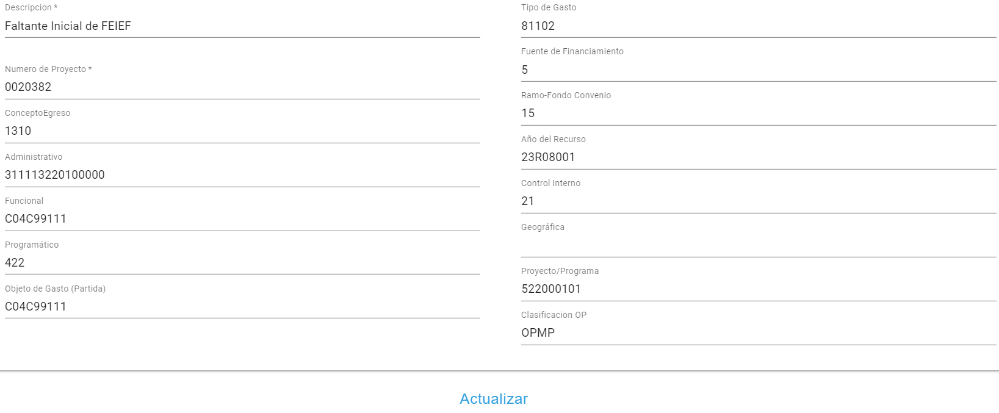 Descripcion *
Faltante Inicial de FEIEF
Numero de Proyecto *
0020382
ConceptoEgreso
1310
Administrativo
311113220100000
Funcional
C04C99111
Programático
422
Objeto de Gasto (Partida)
C04C99111
Tipo de Gasto
81102
Fuente de Financiamiento
5
Ramo-Fondo Convenio
15
Año del Recurso
23R08001
Control Interno
21
Geográfica
Proyecto/Programa
522000101
Clasificacion OP
OPMP
Actualizar